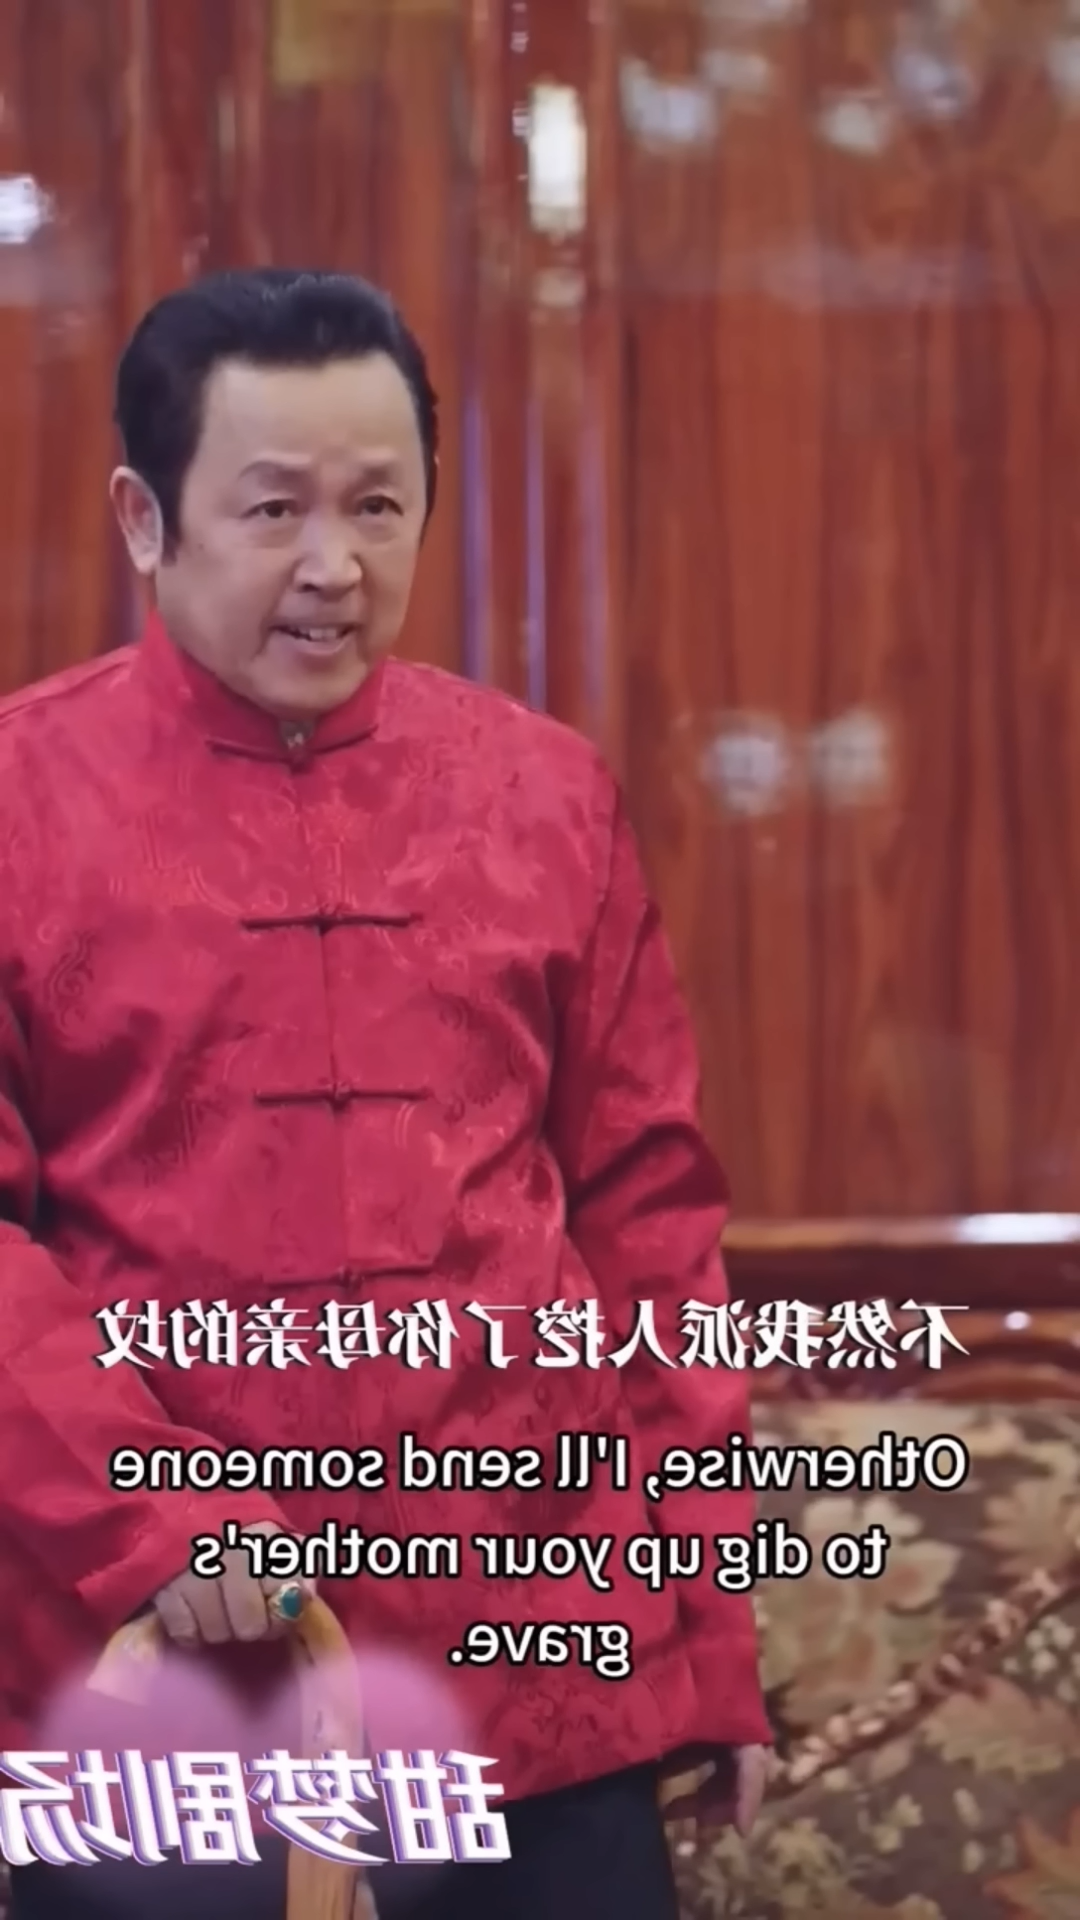 不然我派人挖了你母亲的坟
Otherwise, I'll send someone
to dig up your mother's
grave.
甜梦剧场